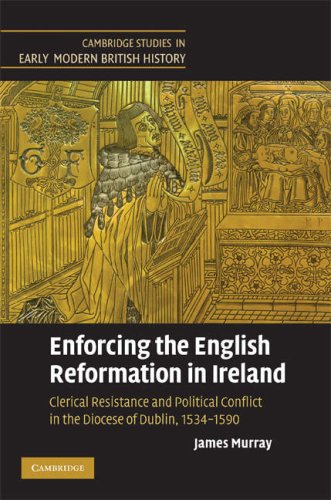 CAMBRIDGE STUDIES IN
EARLY MODERN BRITISH HISTORY
G F
Enforcing the English
Reformation in Ireland
Clerical Resistance and Political Conflict
in the Diocese of Dublin, 1534–1590
James Murray
CAMBRIDGE